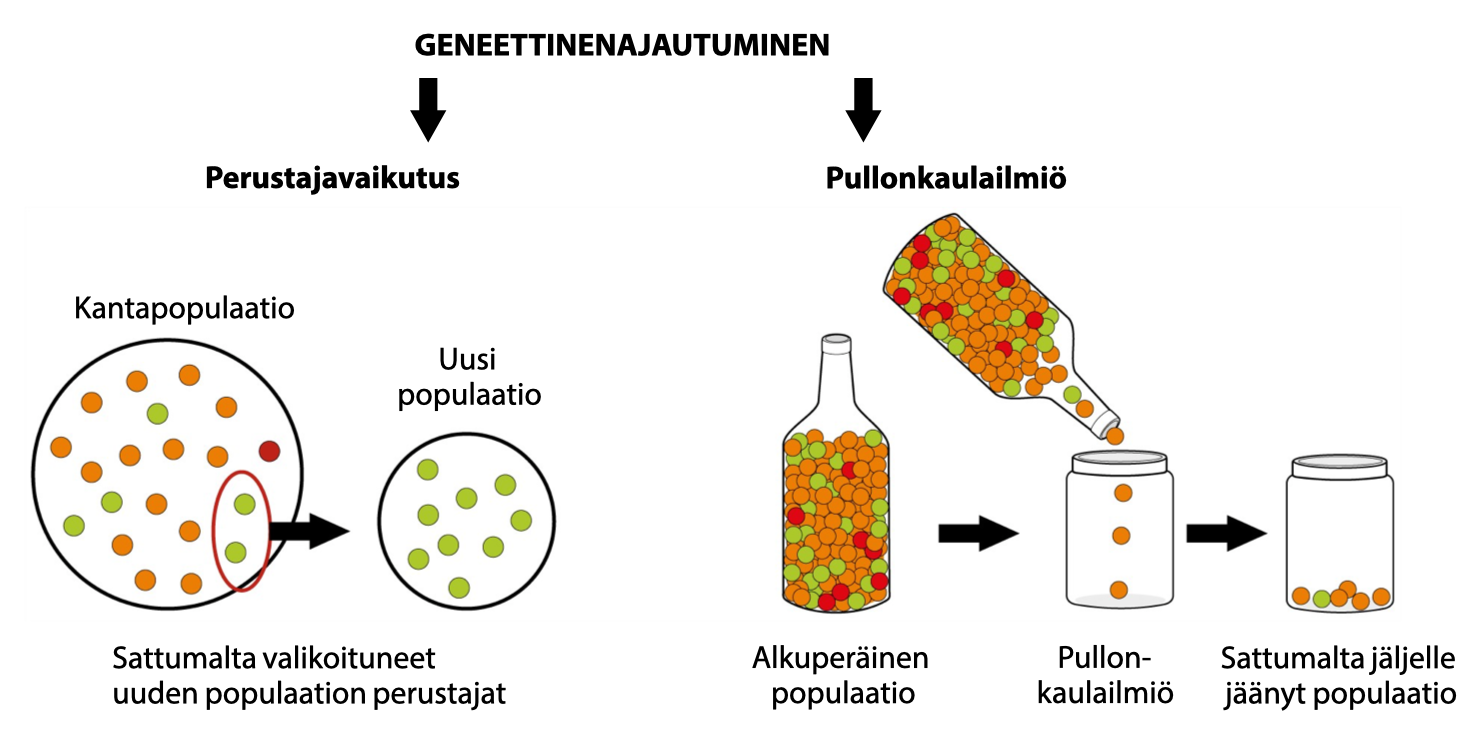 GENEETTINENAJAUTUMINEN
Perustajavaikutus
Kantapopulaatio
Uusi
populaatio
Sattumalta valikoituneet
uuden populaation perustajat
Pullonkaulailmiö
Alkuperäinen
populaatio
Pullon-
kaulailmiö
Sattumalta jäljelle
jäänyt populaatio